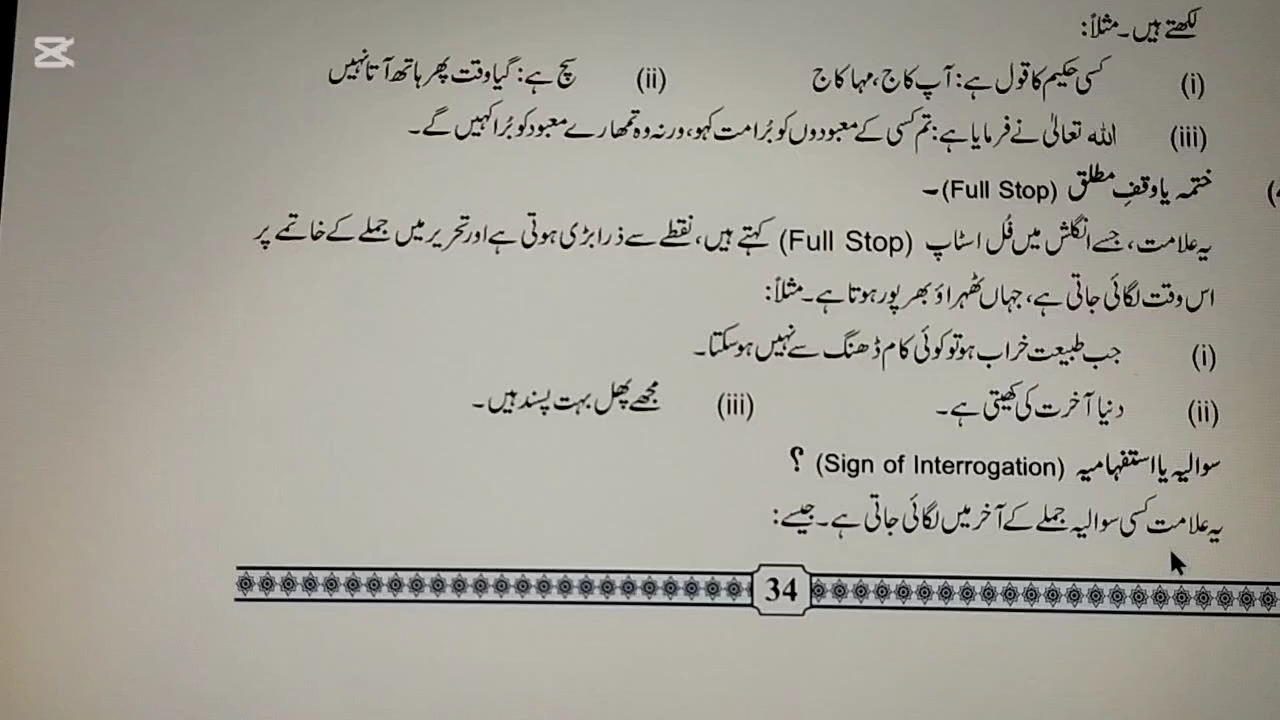 لکھتے ہیں۔ مثلاً:
(i) کسی حکیم کا قول ہے: آپ کاج، مہا کاج (ii) سچ ہے: گیا وقت پھر ہاتھ آتا نہیں
(iii) اللہ تعالیٰ نے فرمایا ہے: تم کسی کے معبودوں کو بُرا مت کہو، ورنہ وہ تمھارے معبود کو بُرا کہیں گے۔
ختمہ یا وقفِ مطلق (Full Stop) ۔
یہ علامت، جسے انگلش میں فُل اسٹاپ (Full Stop) کہتے ہیں، نقطے سے ذرا بڑی ہوتی ہے اور تحریر میں جملے کے خاتمے پر
اس وقت لگائی جاتی ہے، جہاں ٹھہراؤ بھرپور ہوتا ہے۔ مثلاً:
(i) جب طبیعت خراب ہو تو کوئی کام ڈھنگ سے نہیں ہو سکتا۔
(ii) دنیا آخرت کی کھیتی ہے۔ (iii) مجھے پھل بہت پسند ہیں۔
سوالیہ یا استفہامیہ (Sign of Interrogation) ؟
یہ علامت کسی سوالیہ جملے کے آخر میں لگائی جاتی ہے۔ جیسے:
34